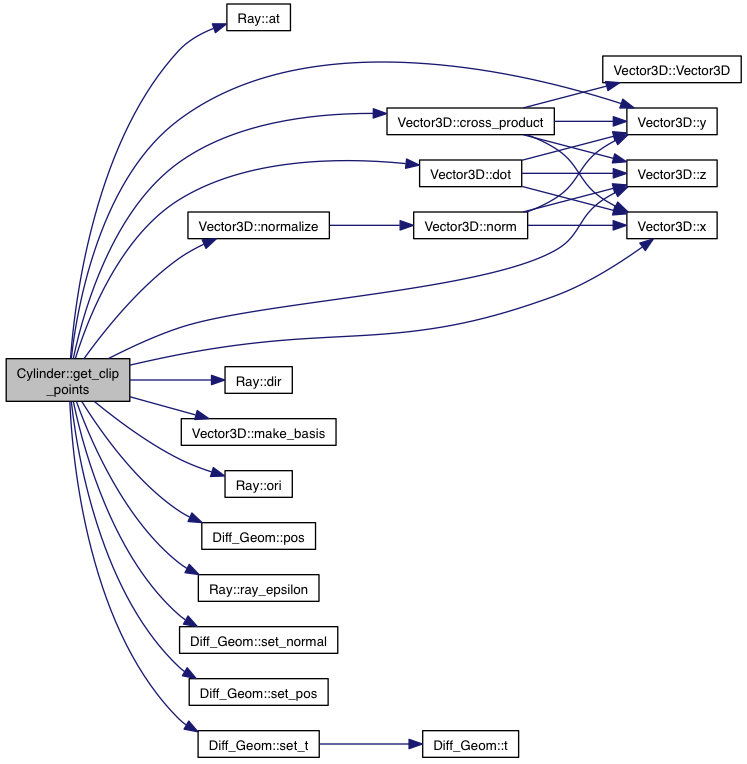 Ray::at
Vector3D::Vector3D
Vector3D::cross_product
Vector3D::y
Vector3D::dot
Vector3D::z
Vector3D::normalize
Vector3D::norm
Vector3D::x
Cylinder::get_clip
_points
Ray::dir
Vector3D::make_basis
Ray::ori
Diff_Geom::pos
Ray::ray_epsilon
Diff_Geom::set_normal
Diff_Geom::set_pos
Diff_Geom::set_t
Diff_Geom::t